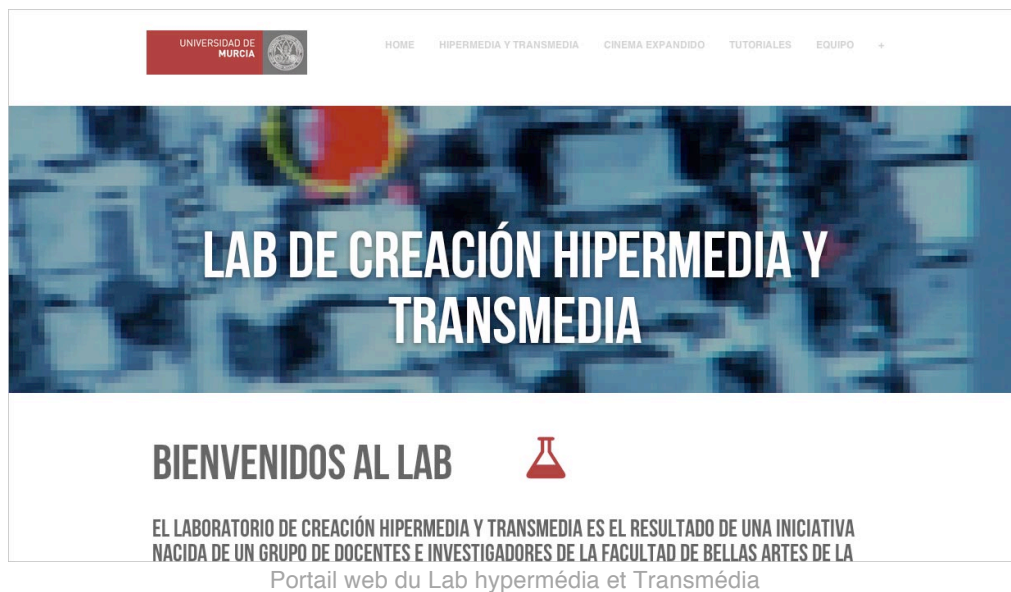 UNIVERSIDAD DE
MURCIA
HOME HIPERMEDIA Y TRANSMEDIA CINEMA EXPANDIDO TUTORIALES EQUIPO +
LAB DE CREACIÓN HIPERMEDIA Y
TRANSMEDIA
BIENVENIDOS AL LAB
EL LABORATORIO DE CREACIÓN HIPERMEDIA Y TRANSMEDIA ES EL RESULTADO DE UNA INICIATIVA
NACIDA DE UN GRUPO DE DOCENTES E INVESTIGADORES DE LA FACULTAD DE BELLAS ARTES DE LA
Portail web du Lab hypermédia et Transmédia